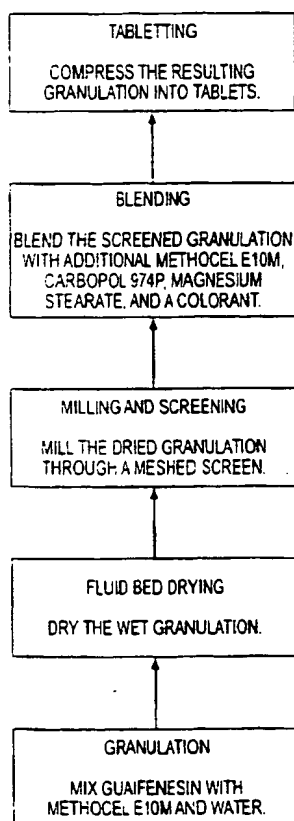 TABLETTING
COMPRESS THE RESULTING
GRANULATION INTO TABLETS.
BLENDING
BLEND THE SCREENED GRANULATION
WITH ADDITIONAL METHOCEL E10M,
CARBOPOL 974P, MAGNESIUM
STEARATE, AND A COLORANT.
MILLING AND SCREENING
MILL THE DRIED GRANULATION
THROUGH A MESHED SCREEN.
FLUID BED DRYING
DRY THE WET GRANULATION.
GRANULATION
MIX GUAIFENESIN WITH
METHOCEL E10M AND WATER.